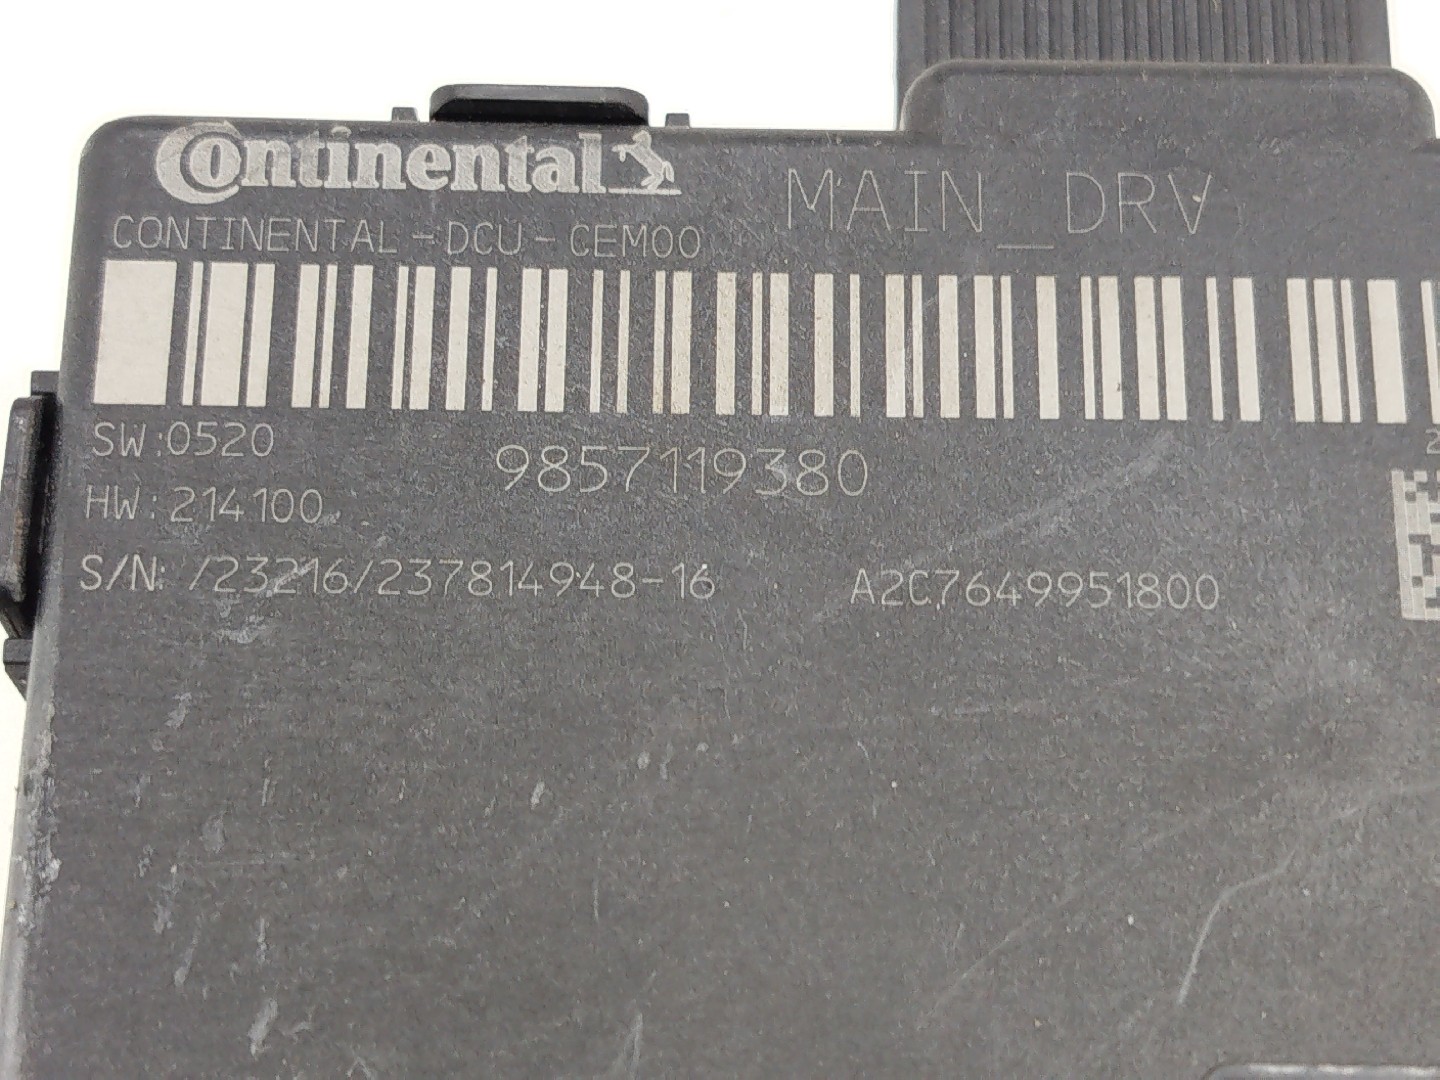 Continental
MAIN_DRV
CONTINENTAL-DCU-CEM00
SW:0520
9857119380
HW:214100
S/N: /23216/237814948-16
A2C7649951800